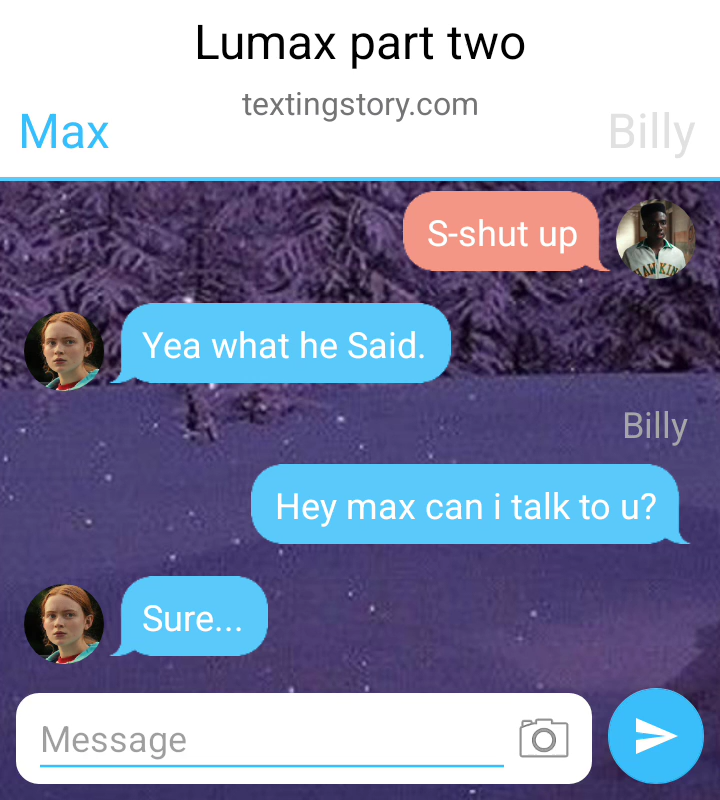 Lumax part two
textingstory.com
Max
Billy
S-shut up
HAWKIN
Yea what he Said.
Billy
Hey max can i talk to u?
Sure...
Message